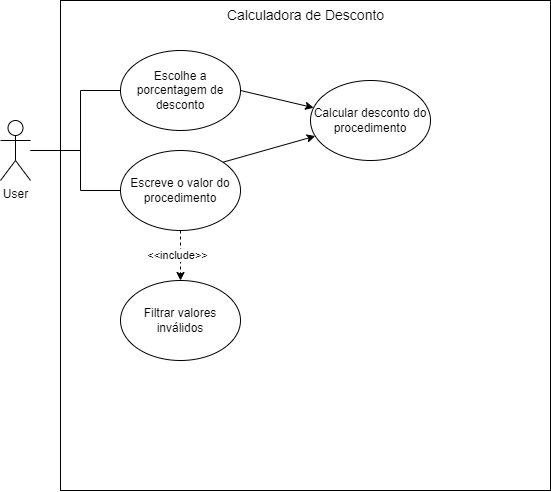 Calculadora de Desconto
Escolhe a
porcentagem de
desconto
Calcular desconto do
procedimento
User
Escreve o valor do
procedimento
<<include>>
Filtrar valores
inválidos